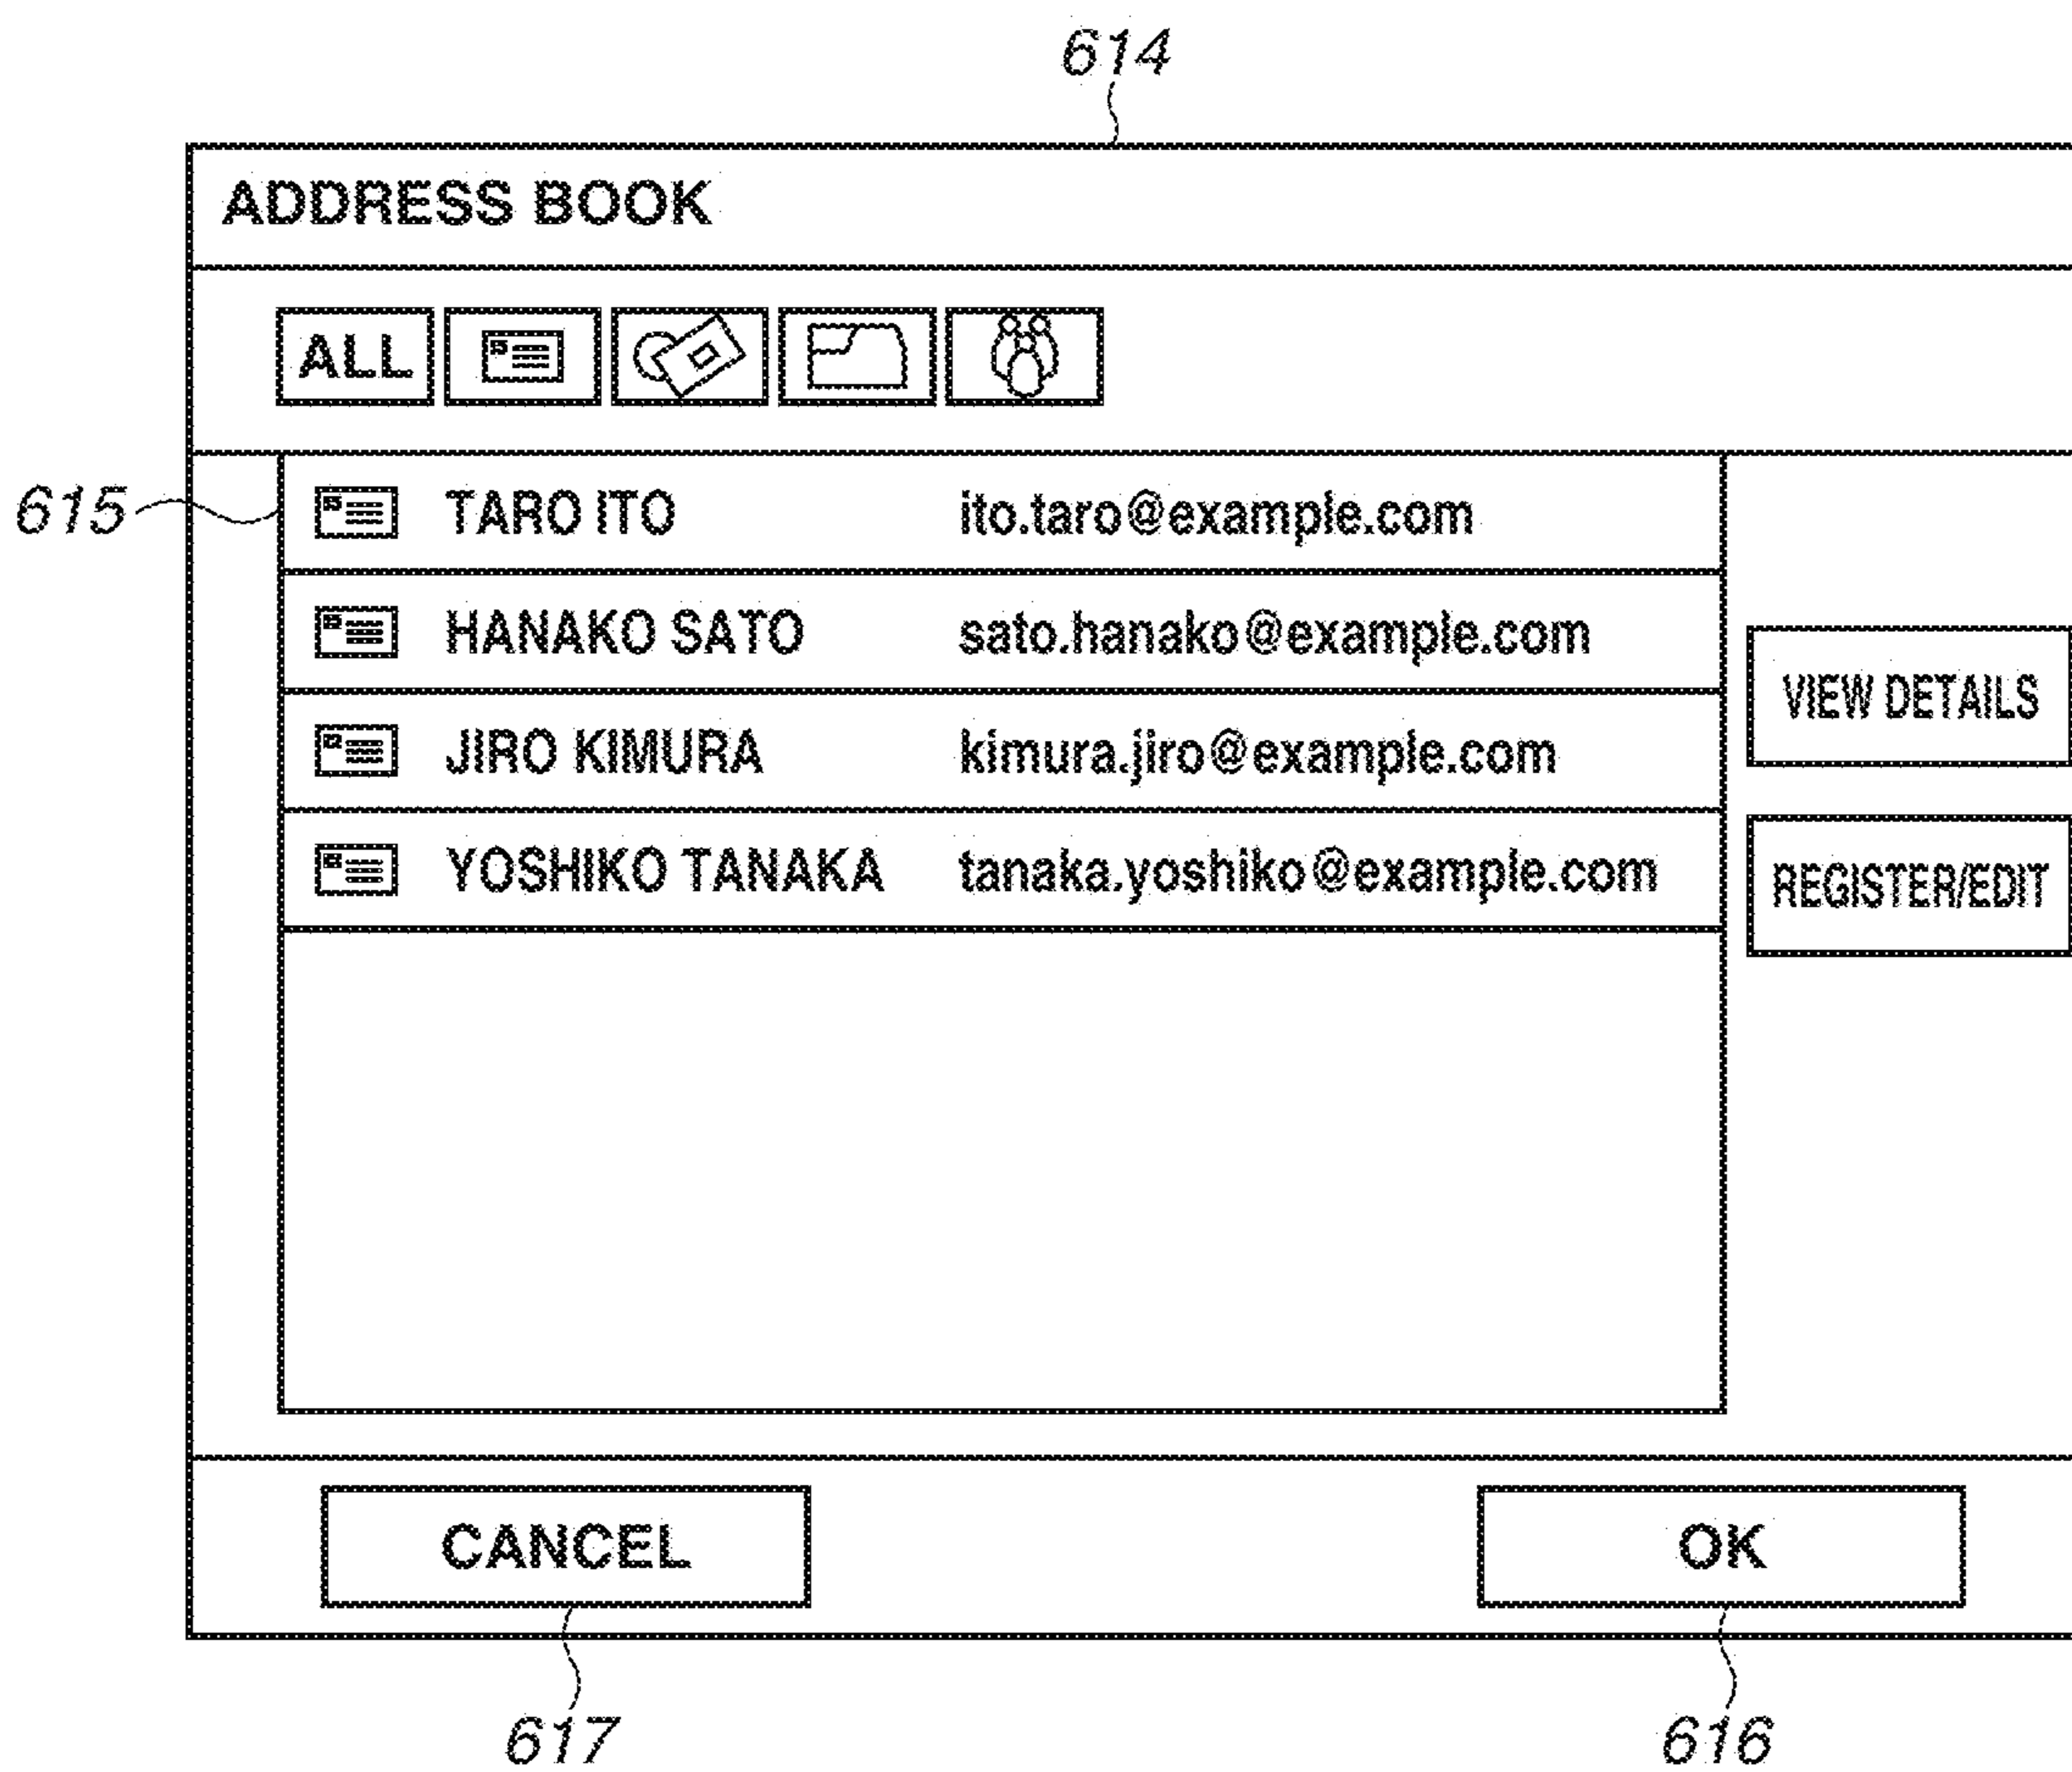 614
ADDRESS BOOK
ALL
615
TARO ITO ito.taro@example.com
HANAKO SATO sato.hanako@example.com
JIRO KIMURA kimura.jiro@example.com
YOSHIKO TANAKA tanaka.yoshiko@example.com
VIEW DETAILS
REGISTER/EDIT
CANCEL OK
617 616